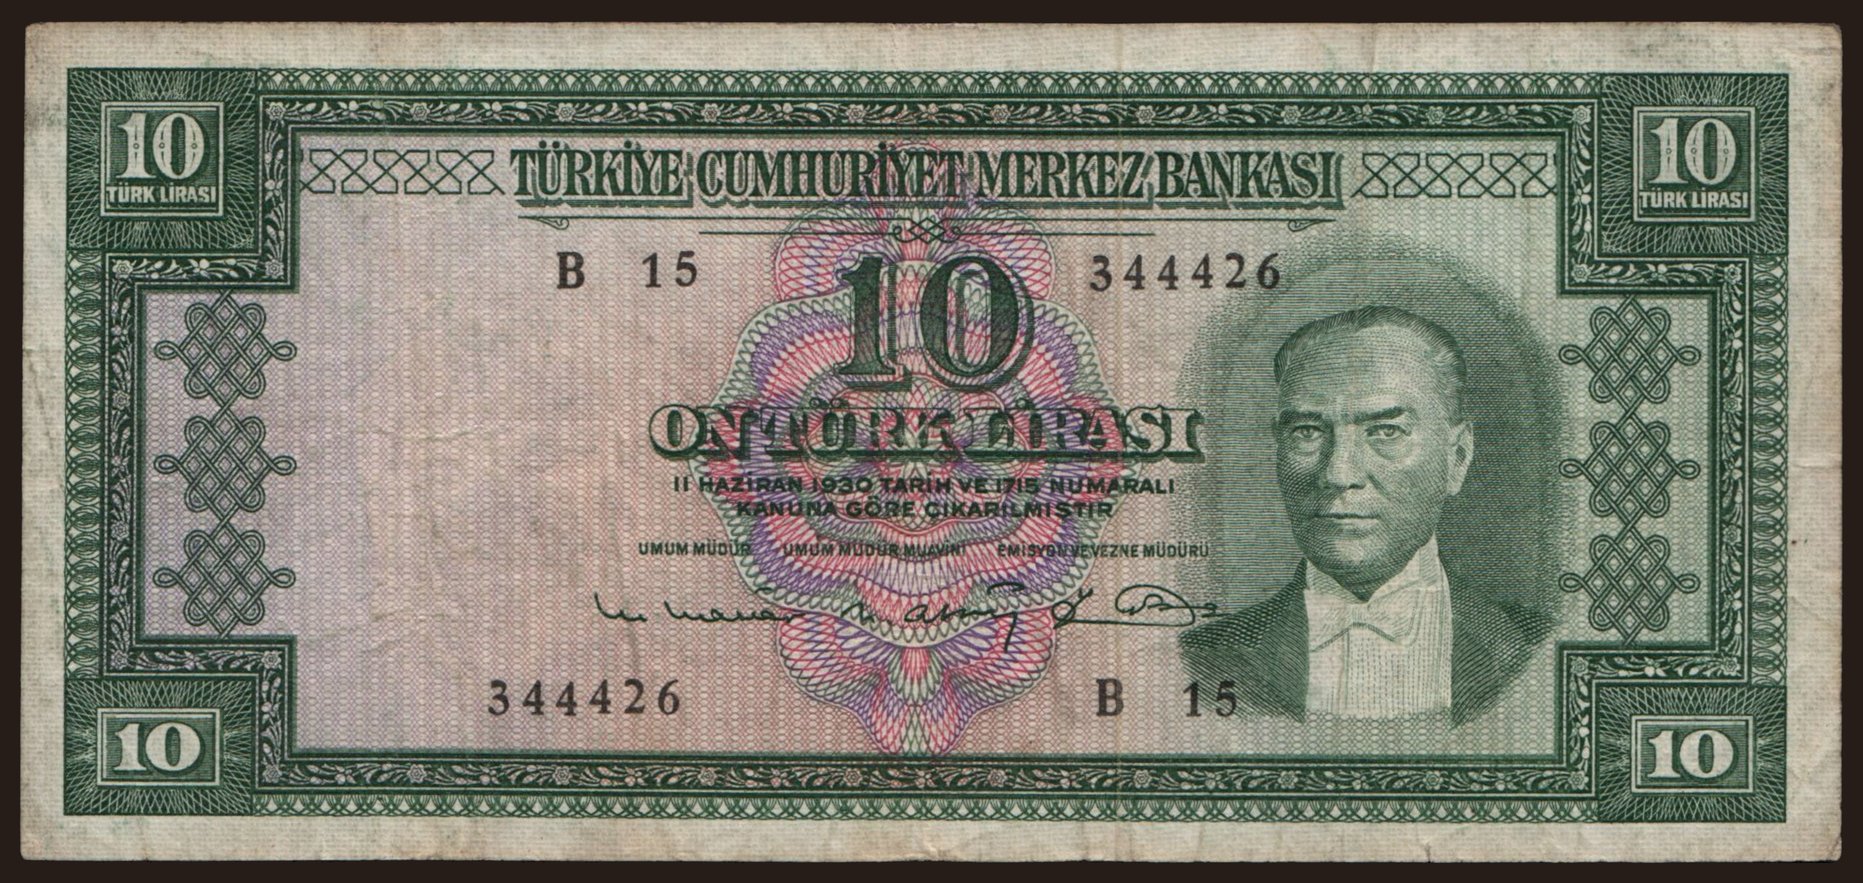 10
TÜRK LİRASI
10
TÜRK LİRASI
TÜRKİYE CUMHURİYET MERKEZ BANKASI
B 15 344426
10
ON TÜRK LİRASI
11 HAZİRAN 1930 TARİH VE 1715 NUMARALI
KANUNA GÖRE ÇIKARILMIŞTIR
UMUM MÜDÜR UMUM MÜDÜR MUAVİNİ EMİSYON VE VEZNE MÜDÜRÜ
344426 B 15
10
10